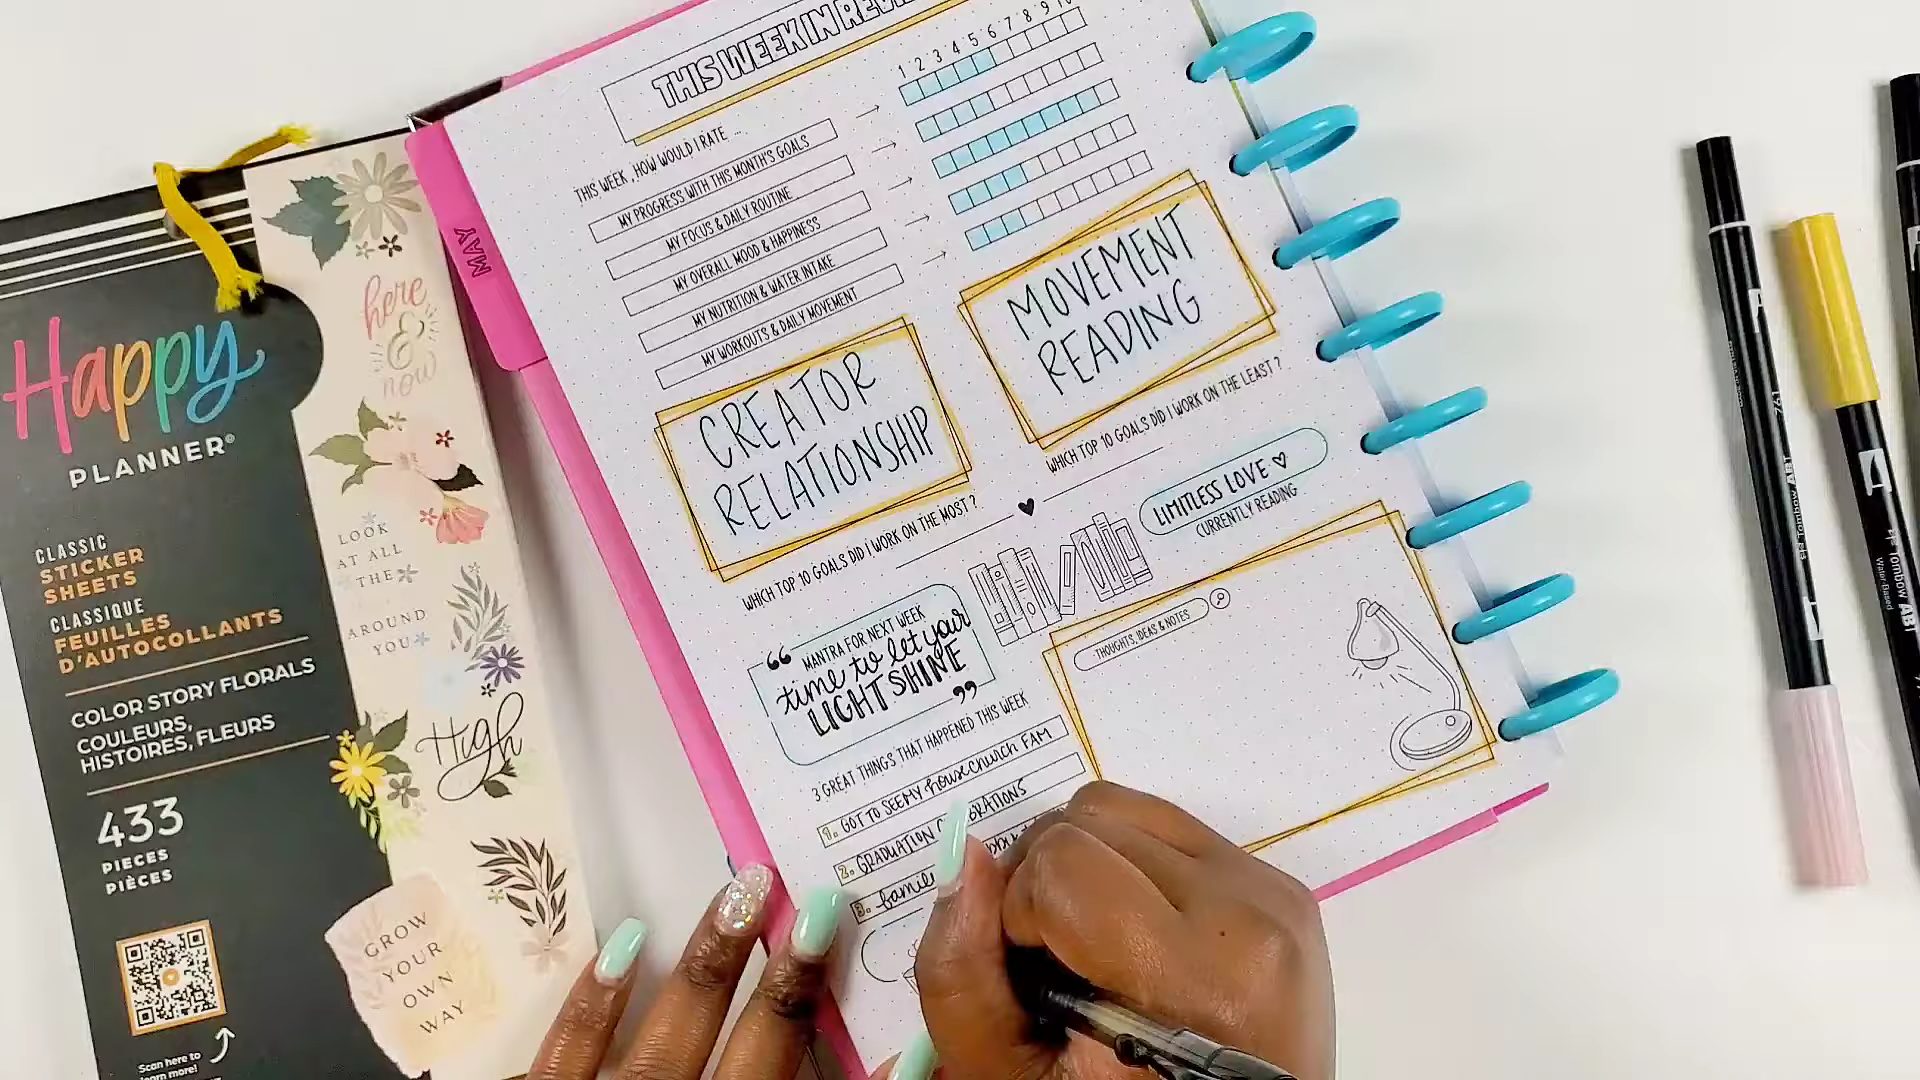 Happy
PLANNER®
CLASSIC
STICKER
SHEETS
CLASSIQUE
FEUILLES
D'AUTOCOLLANTS
COLOR STORY FLORALS
COULEURS,
HISTOIRES, FLEURS
433
PIECES
PIÈCES
Scan here to
learn more!
here
&
now
LOOK
AT ALL
THE
AROUND
YOU
High
GROW
YOUR
OWN
WAY
MAY
THIS WEEK IN
THIS WEEK, HOW WOULD I RATE ...
1 2 3 4 5 6 7 8 9 10
MY PROGRESS WITH THIS MONTH'S GOALS
MY FOCUS & DAILY ROUTINE
MY OVERALL MOOD & HAPPINESS
MY NUTRITION & WATER INTAKE
MY WORKOUTS & DAILY MOVEMENT
CREATOR
RELATIONSHIP
WHICH TOP 10 GOALS DID I WORK ON THE MOST?
MOVEMENT
READING
WHICH TOP 10 GOALS DID I WORK ON THE LEAST?
LIMITLESS LOVE ♡
CURRENTLY READING
“ MANTRA FOR NEXT WEEK
time to let your
LIGHT SHINE ”
THOUGHTS, IDEAS & NOTES
3 GREAT THINGS THAT HAPPENED THIS WEEK
1. GOT TO SEE MY housechurch FAM
2. GRADUATION
3.
Tombow ABT
761
Tombow ABT
Water-Based